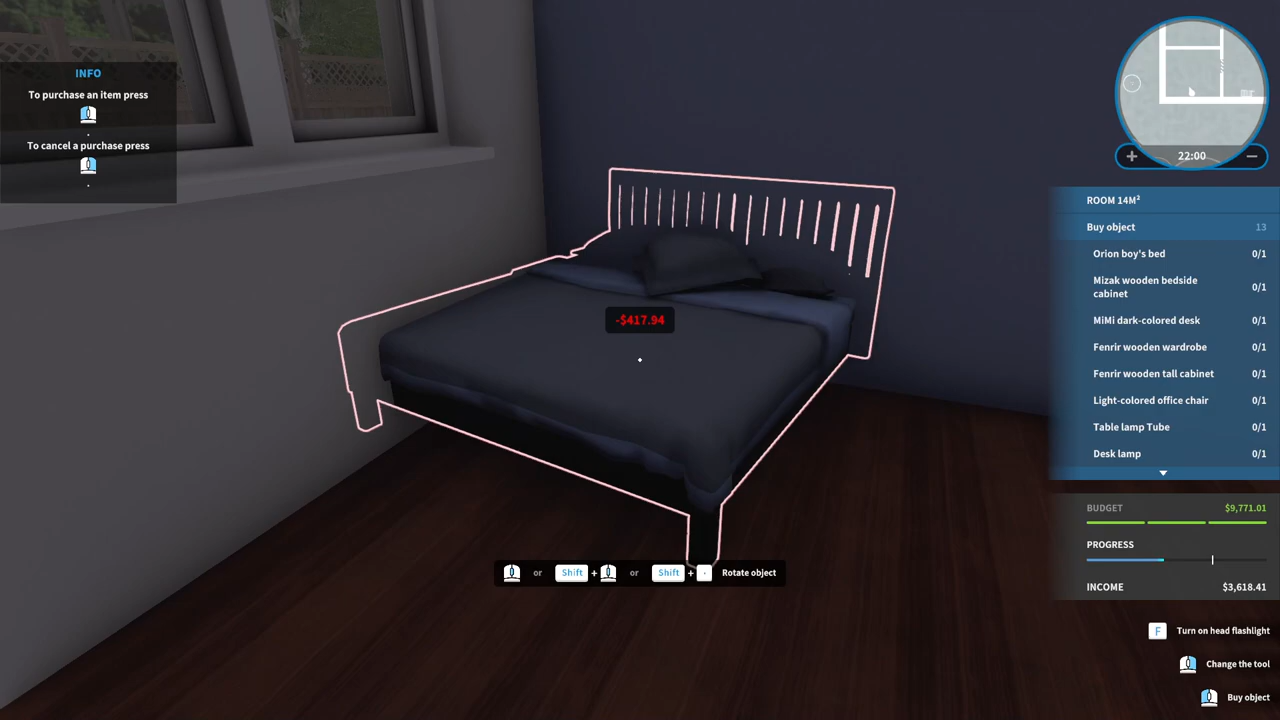 INFO
To purchase an item press
.
To cancel a purchase press
.
-$417.94
or Shift + or Shift + · Rotate object
+ 22:00 −
ROOM 14M²
Buy object 13
Orion boy's bed 0/1
Mizak wooden bedside
cabinet 0/1
MiMi dark-colored desk 0/1
Fenrir wooden wardrobe 0/1
Fenrir wooden tall cabinet 0/1
Light-colored office chair 0/1
Table lamp Tube 0/1
Desk lamp 0/1
BUDGET $9,771.01
PROGRESS
INCOME $3,618.41
F Turn on head flashlight
Change the tool
Buy object